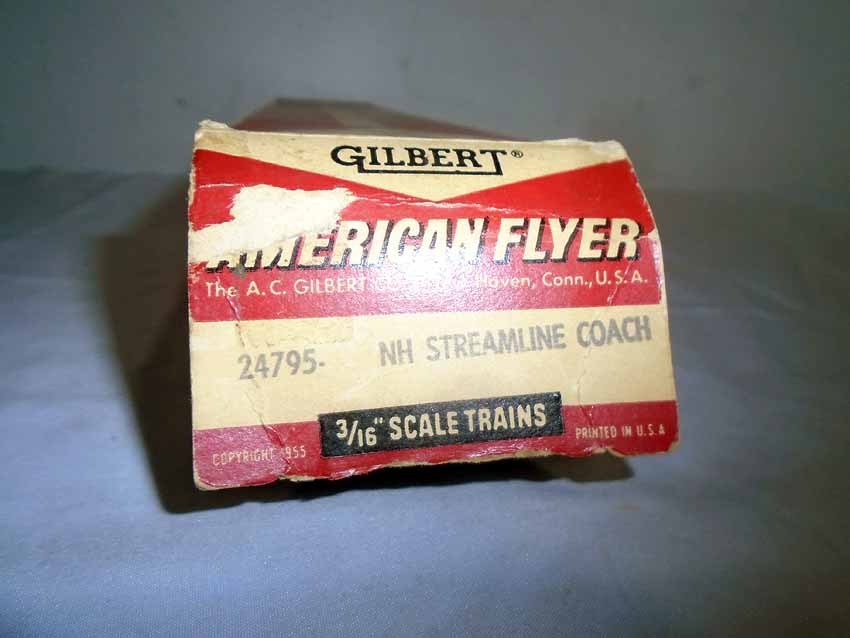 GILBERT®
AMERICAN FLYER
The A. C. GILBERT Haven, Conn., U.S.A.
24795- NH STREAMLINE COACH
3/16" SCALE TRAINS
COPYRIGHT 1955
PRINTED IN U.S.A